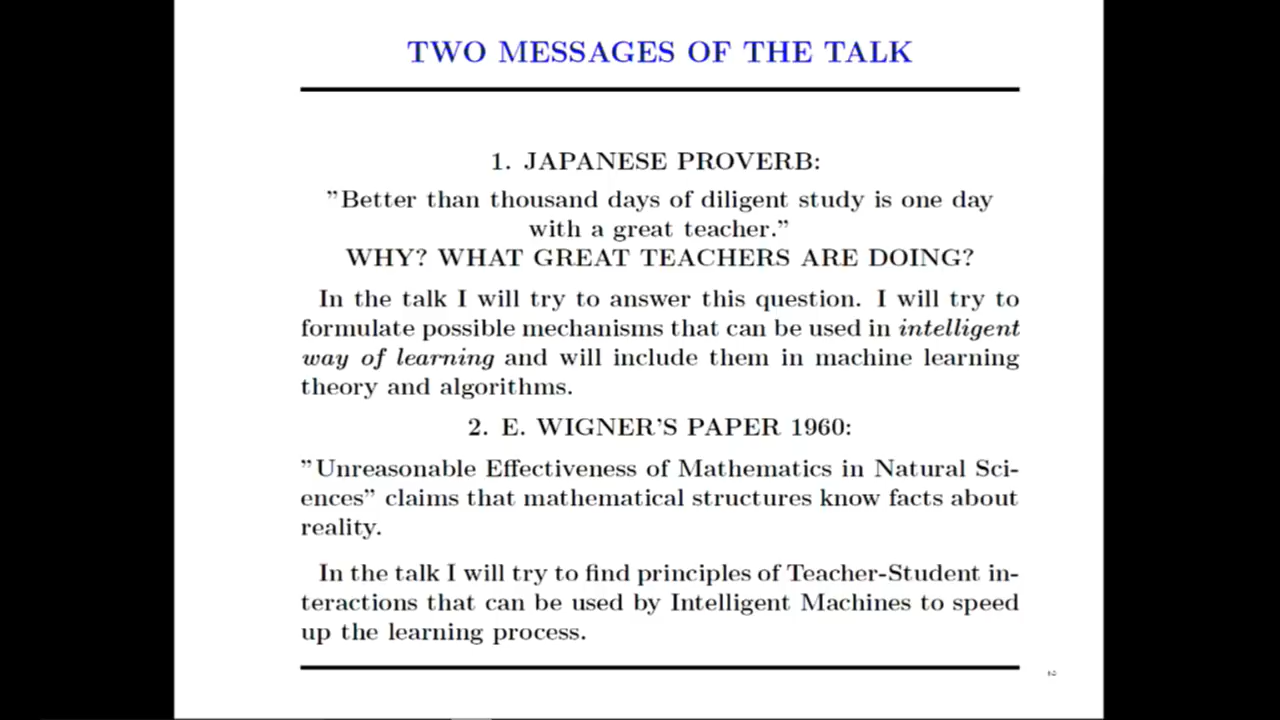 TWO MESSAGES OF THE TALK
1. JAPANESE PROVERB:
”Better than thousand days of diligent study is one day
with a great teacher.”
WHY? WHAT GREAT TEACHERS ARE DOING?
In the talk I will try to answer this question. I will try to
formulate possible mechanisms that can be used in intelligent
way of learning and will include them in machine learning
theory and algorithms.
2. E. WIGNER’S PAPER 1960:
”Unreasonable Effectiveness of Mathematics in Natural Sci-
ences” claims that mathematical structures know facts about
reality.
In the talk I will try to find principles of Teacher-Student in-
teractions that can be used by Intelligent Machines to speed
up the learning process.